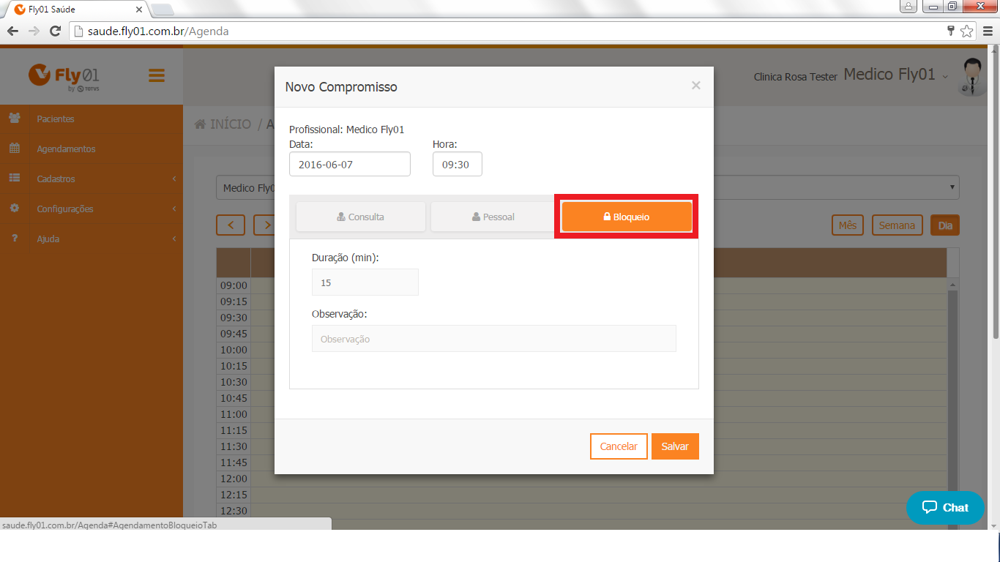 Fly01 Saúde
saude.fly01.com.br/Agenda
Fly01
by TOTVS
Clinica Rosa Tester Medico Fly01
Pacientes
Agendamentos
Cadastros
Configurações
Ajuda
INÍCIO / A
Medico Fly0
Mês Semana Dia
09:00
09:15
09:30
09:45
10:00
10:15
10:30
10:45
11:00
11:15
11:30
11:45
12:00
12:15
12:30
Novo Compromisso
Profissional: Medico Fly01
Data: Hora:
2016-06-07 09:30
Consulta Pessoal Bloqueio
Duração (min):
15
Observação:
Observação
Cancelar Salvar
Chat
saude.fly01.com.br/Agenda#AgendamentoBloqueioTab